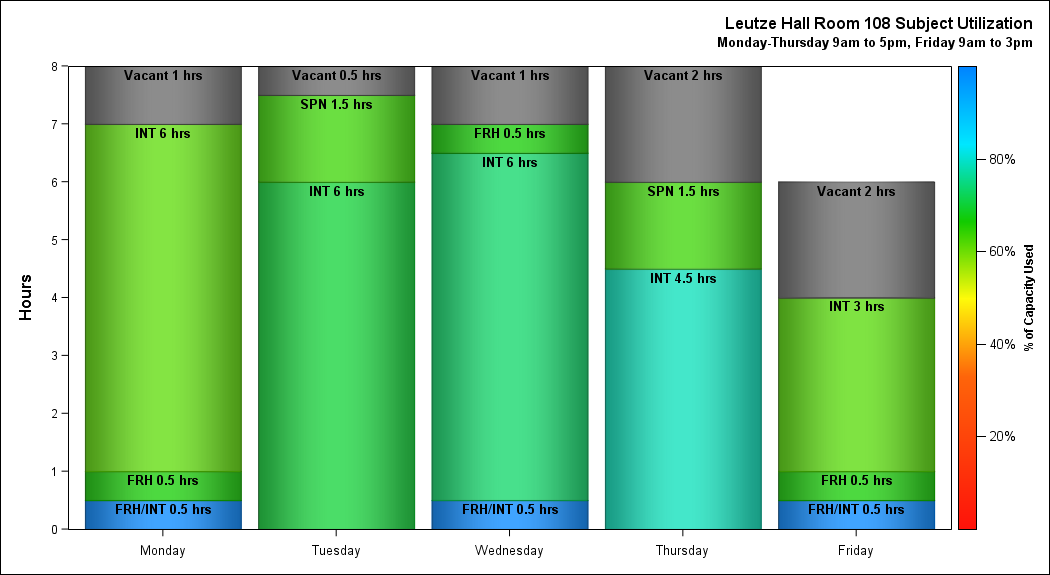 Leutze Hall Room 108 Subject Utilization
Monday-Thursday 9am to 5pm, Friday 9am to 3pm
Hours
8
7
6
5
4
3
2
1
0
Vacant 1 hrs
INT 6 hrs
FRH 0.5 hrs
FRH/INT 0.5 hrs
Monday
Vacant 0.5 hrs
SPN 1.5 hrs
INT 6 hrs
Tuesday
Vacant 1 hrs
FRH 0.5 hrs
INT 6 hrs
FRH/INT 0.5 hrs
Wednesday
Vacant 2 hrs
SPN 1.5 hrs
INT 4.5 hrs
Thursday
Vacant 2 hrs
INT 3 hrs
FRH 0.5 hrs
FRH/INT 0.5 hrs
Friday
80%
60%
40%
20%
% of Capacity Used